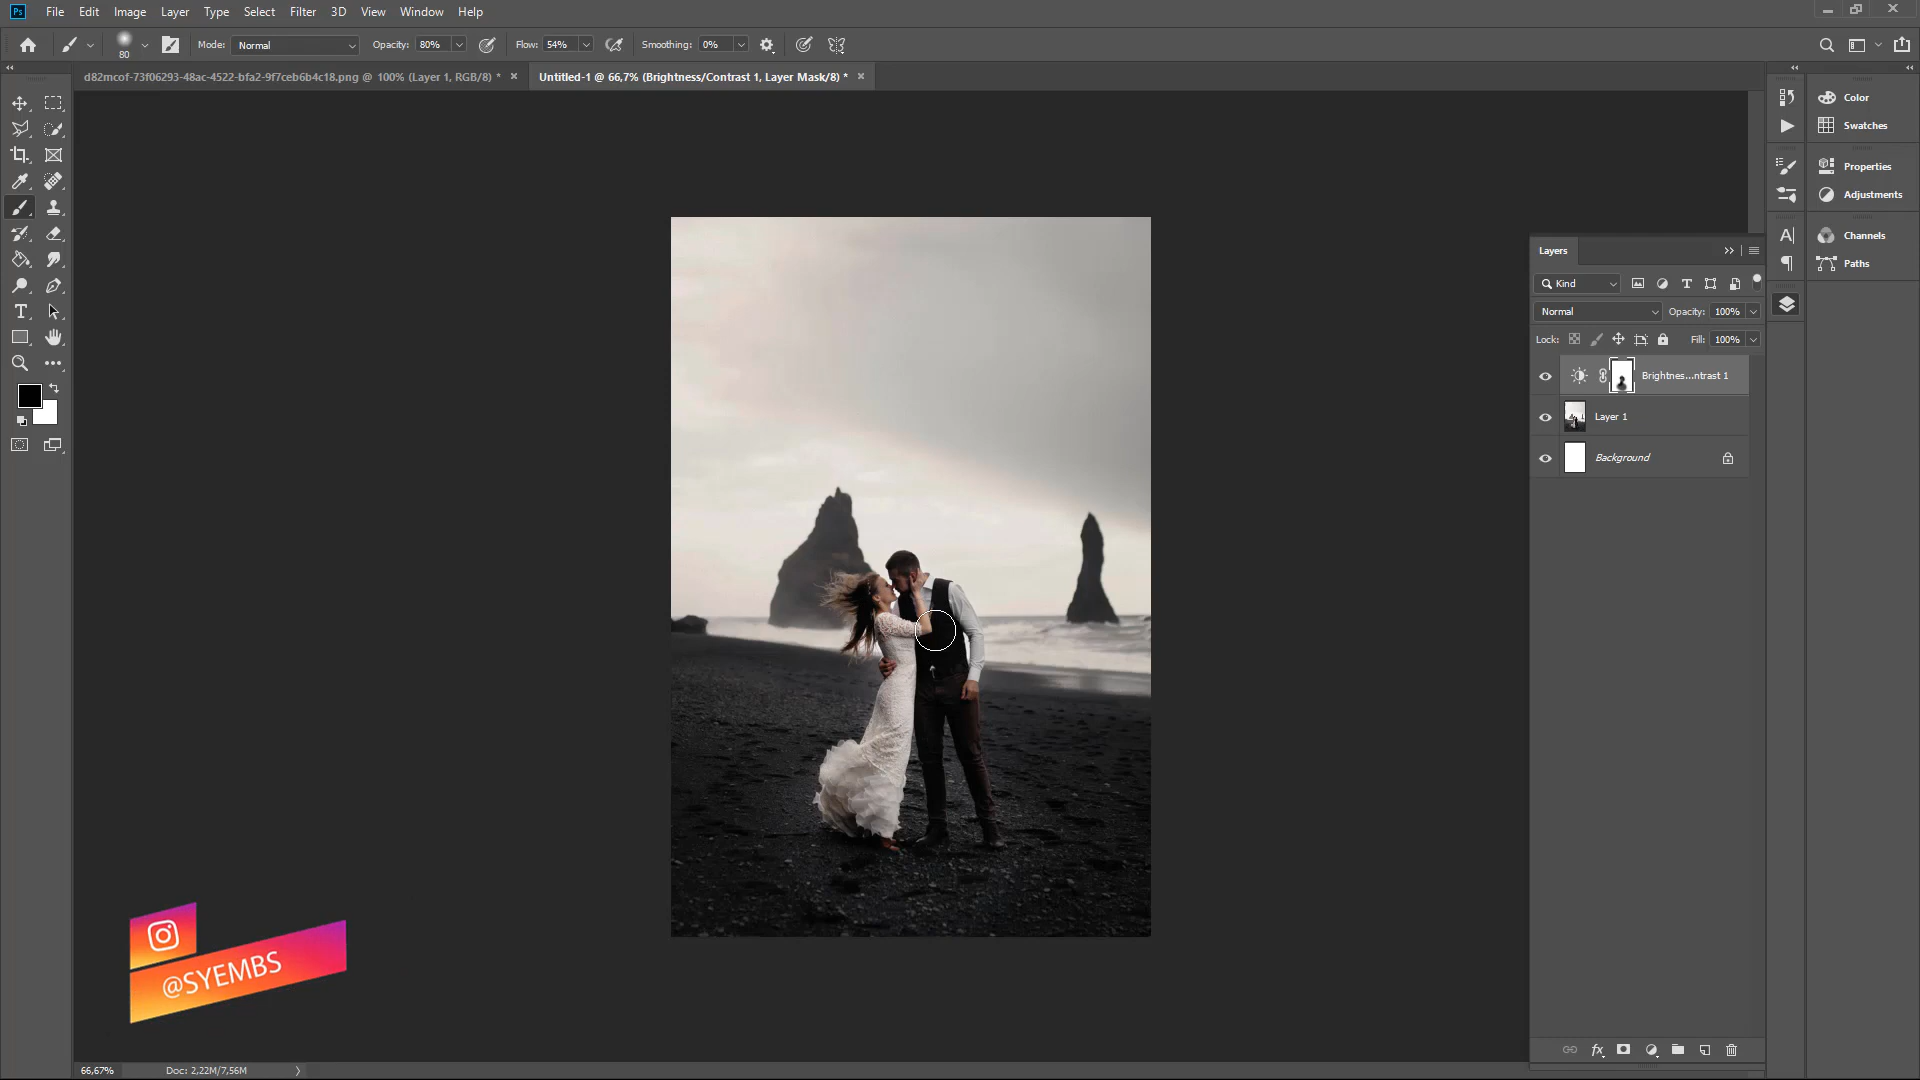 Ps File Edit Image Layer Type Select Filter 3D View Window Help
80 Mode: Normal Opacity: 80% Flow: 54% Smoothing: 0%
d82mcof-73f06293-48ac-4522-bfa2-9f7ceb6b4c18.png @ 100% (Layer 1, RGB/8) * Untitled-1 @ 66,7% (Brightness/Contrast 1, Layer Mask/8) *
Color
Swatches
Properties
Adjustments
Channels
Paths
Layers
Kind
Normal Opacity: 100%
Lock: Fill: 100%
Brightnes...ntrast 1
Layer 1
Background
@SYEMBS
66,67% Doc: 2,22M/7,56M